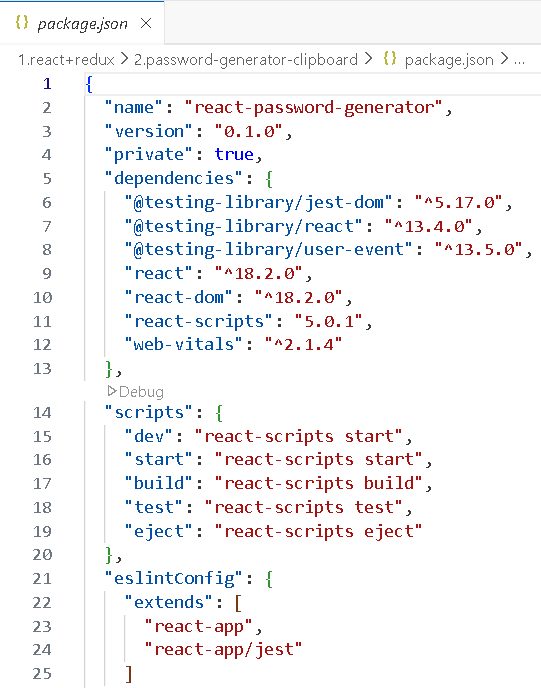 {} package.json ×
1.react+redux > 2.password-generator-clipboard > {} package.json > ...
1 {
2 "name": "react-password-generator",
3 "version": "0.1.0",
4 "private": true,
5 "dependencies": {
6 "@testing-library/jest-dom": "^5.17.0",
7 "@testing-library/react": "^13.4.0",
8 "@testing-library/user-event": "^13.5.0",
9 "react": "^18.2.0",
10 "react-dom": "^18.2.0",
11 "react-scripts": "5.0.1",
12 "web-vitals": "^2.1.4"
13 },
Debug
14 "scripts": {
15 "dev": "react-scripts start",
16 "start": "react-scripts start",
17 "build": "react-scripts build",
18 "test": "react-scripts test",
19 "eject": "react-scripts eject"
20 },
21 "eslintConfig": {
22 "extends": [
23 "react-app",
24 "react-app/jest"
25 ]